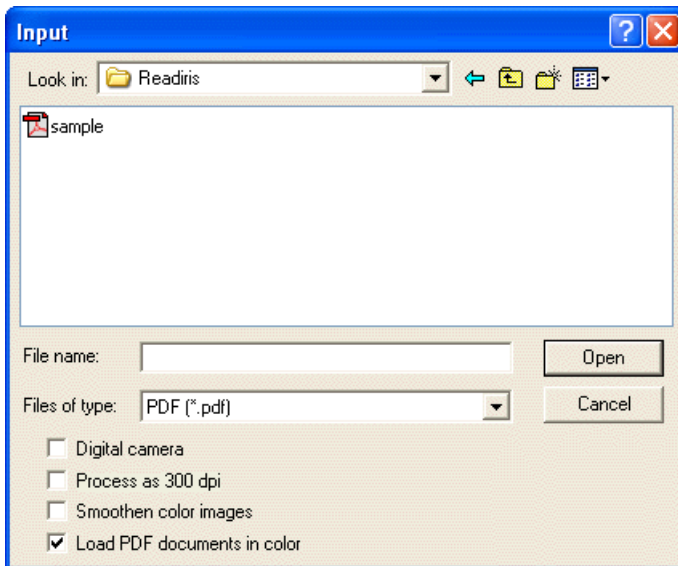 Input
Look in: Readiris
sample
File name: Open
Files of type: PDF (*.pdf) Cancel
Digital camera
Process as 300 dpi
Smoothen color images
Load PDF documents in color